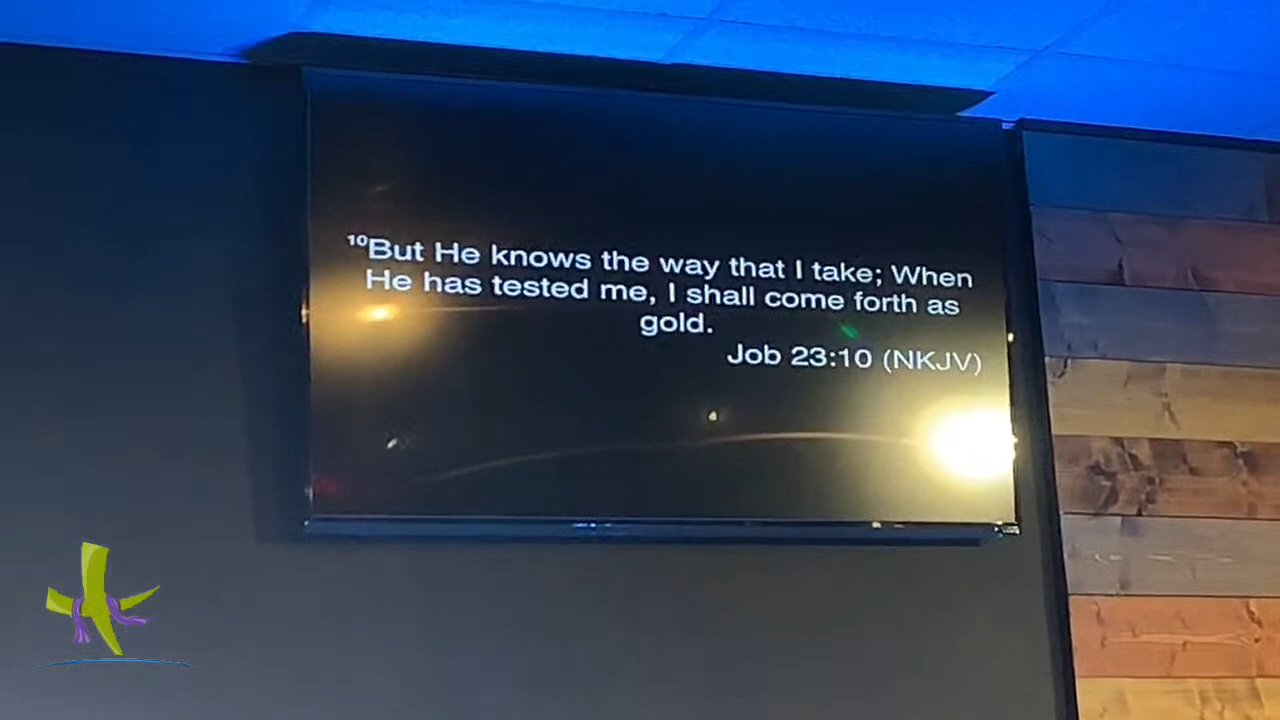 ¹⁰But He knows the way that I take; When
He has tested me, I shall come forth as
gold.
Job 23:10 (NKJV)